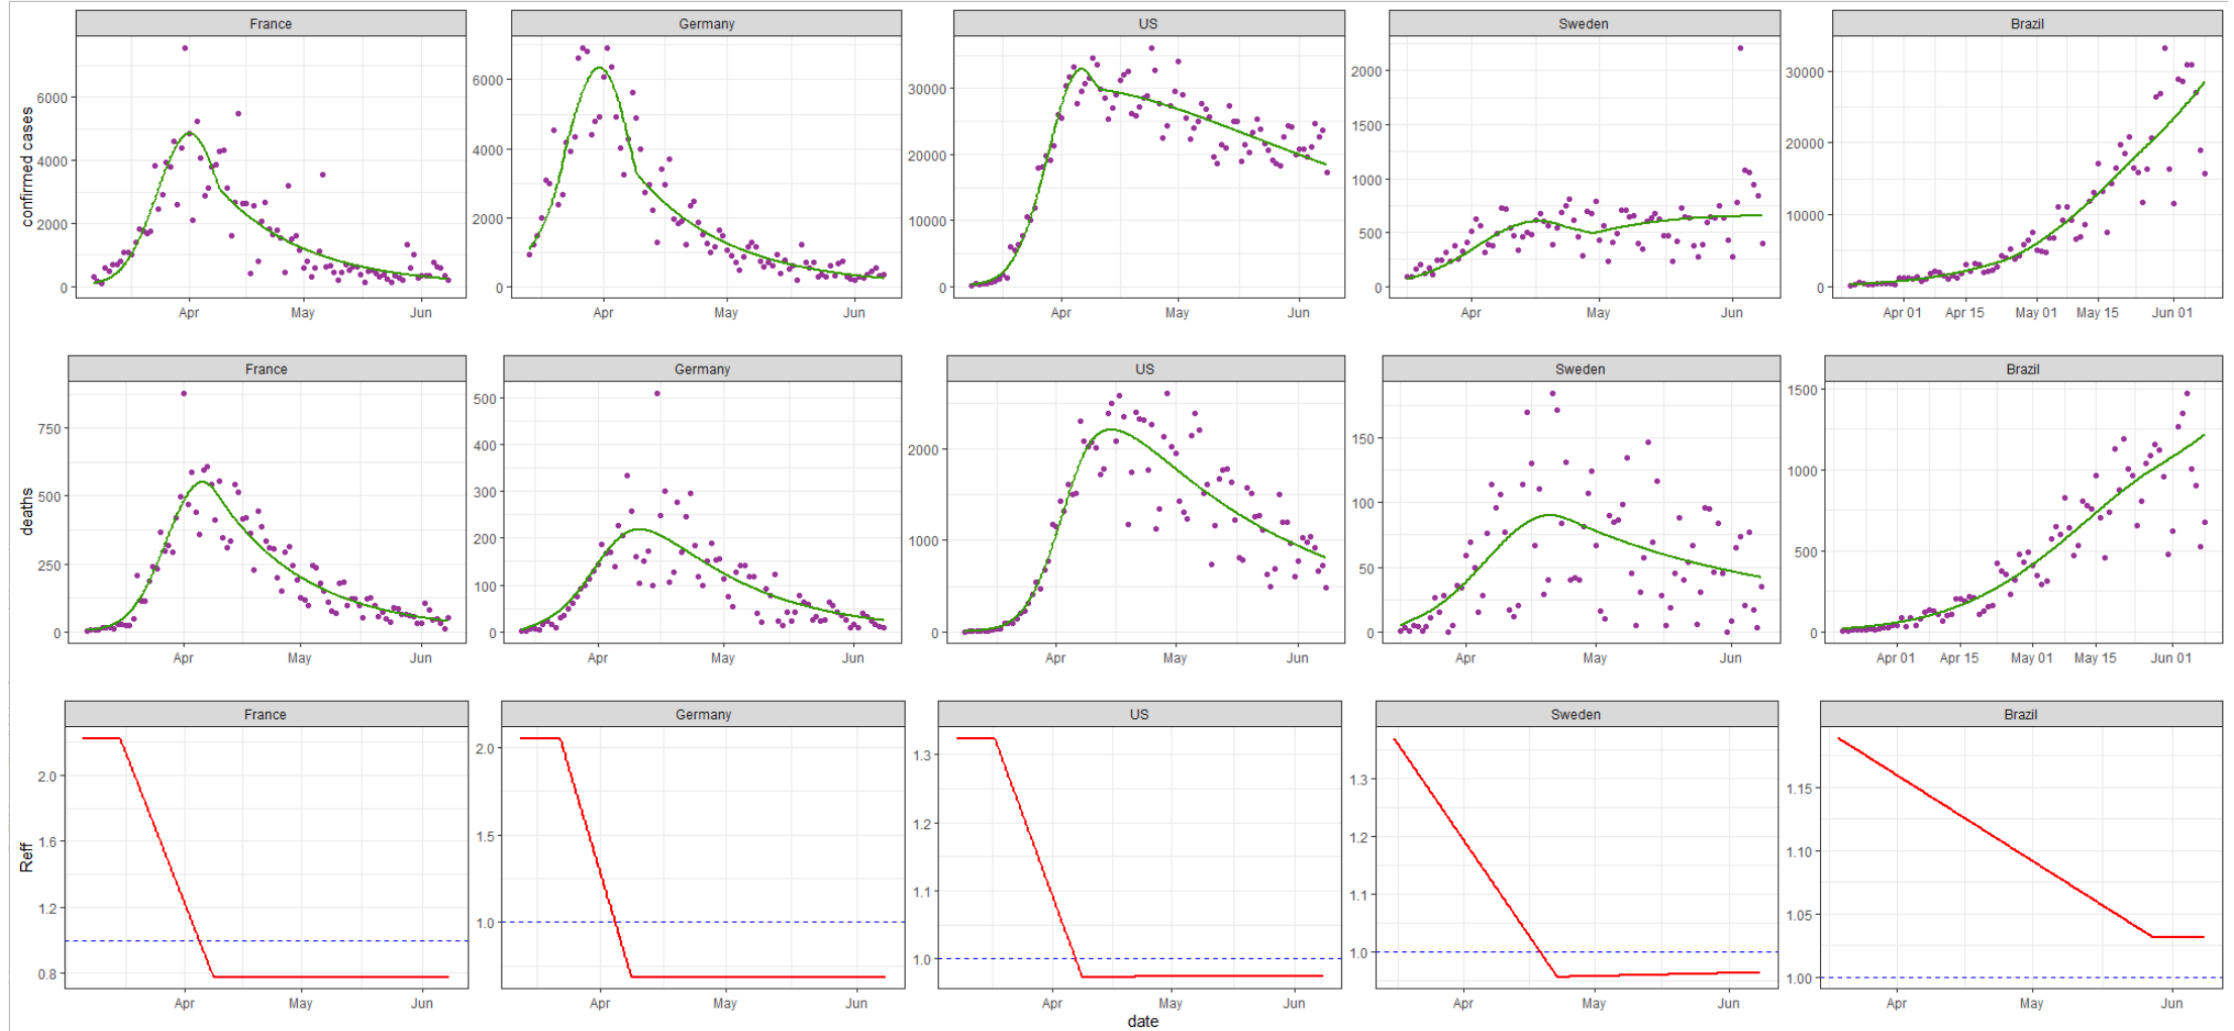 France Germany US Sweden Brazil
confirmed cases
6000 4000 2000 0
6000 4000 2000 0
30000 20000 10000 0
2000 1500 1000 500 0
30000 20000 10000 0
Apr May Jun Apr May Jun Apr May Jun Apr May Jun Apr 01 Apr 15 May 01 May 15 Jun 01
France Germany US Sweden Brazil
deaths
750 500 250 0
500 400 300 200 100 0
2000 1000 0
150 100 50 0
1500 1000 500 0
Apr May Jun Apr May Jun Apr May Jun Apr May Jun Apr 01 Apr 15 May 01 May 15 Jun 01
France Germany US Sweden Brazil
Reff
2.0 1.6 1.2 0.8
2.0 1.5 1.0
1.3 1.2 1.1 1.0
1.3 1.2 1.1 1.0
1.15 1.10 1.05 1.00
Apr May Jun Apr May Jun Apr May Jun Apr May Jun Apr May Jun
date